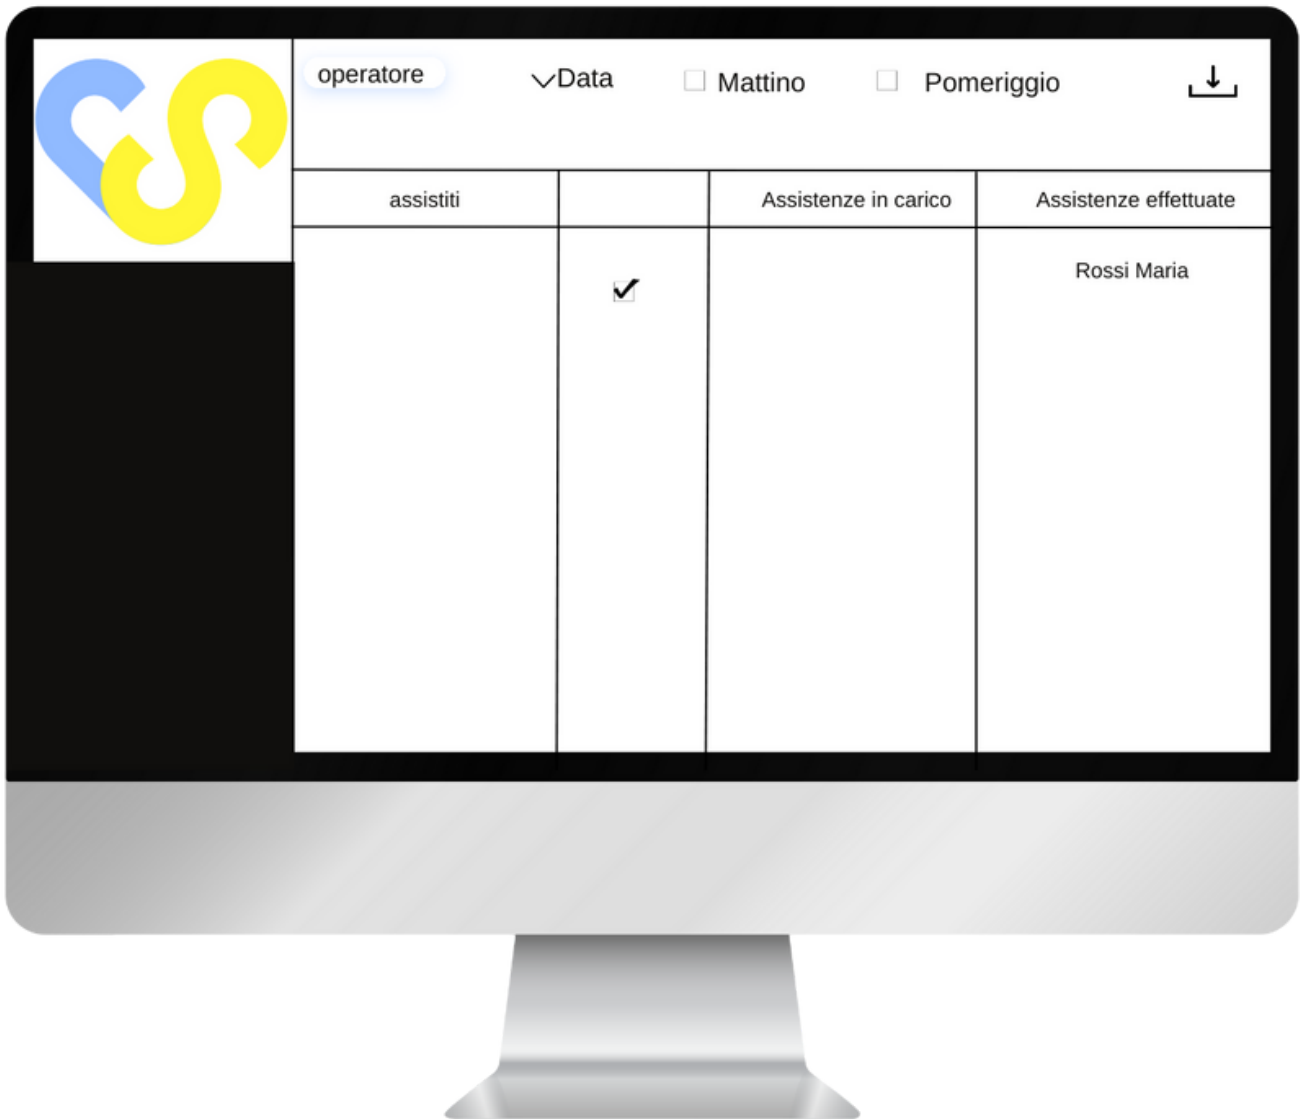 operatore
Data
Mattino
Pomeriggio
assistiti
Assistenze in carico
Assistenze effettuate
Rossi Maria